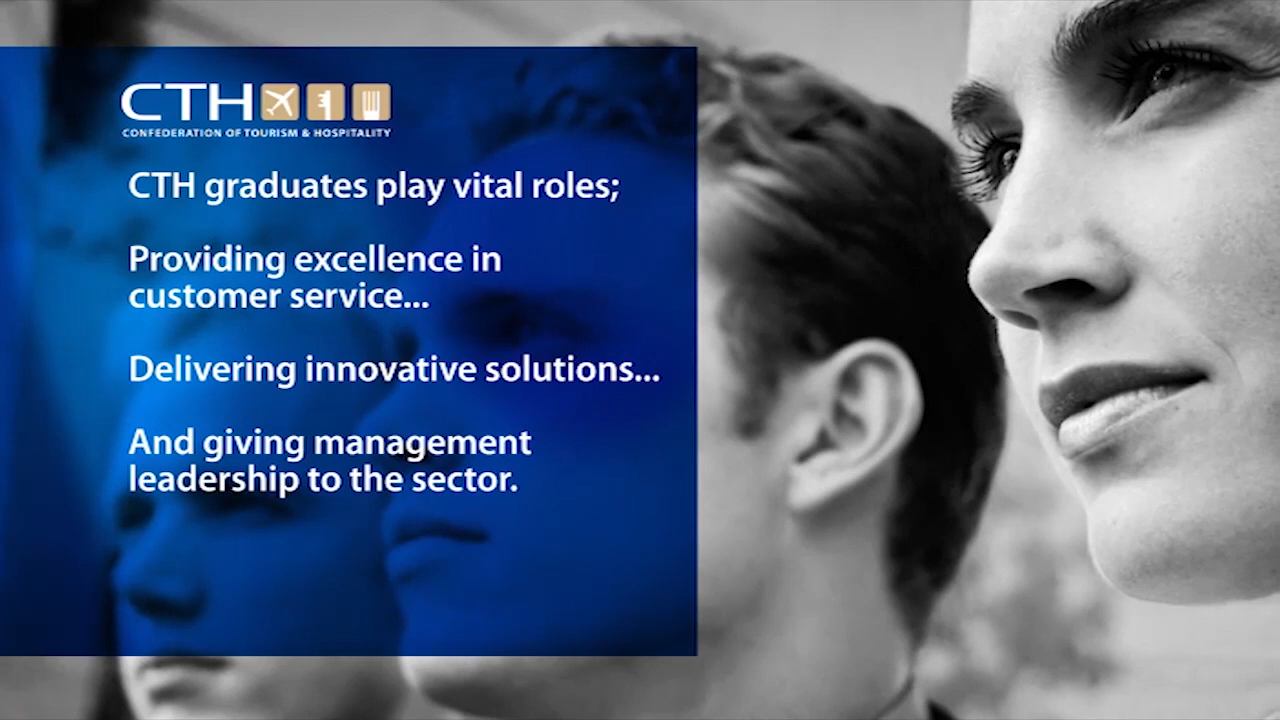 CTH
CONFEDERATION OF TOURISM & HOSPITALITY
CTH graduates play vital roles;
Providing excellence in
customer service...
Delivering innovative solutions...
And giving management
leadership to the sector.